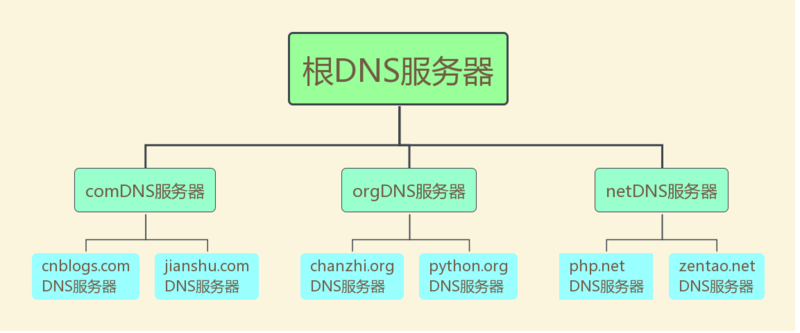 根DNS服务器
comDNS服务器
orgDNS服务器
netDNS服务器
cnblogs.com
DNS服务器
jianshu.com
DNS服务器
chanzhi.org
DNS服务器
python.org
DNS服务器
php.net
DNS服务器
zentao.net
DNS服务器